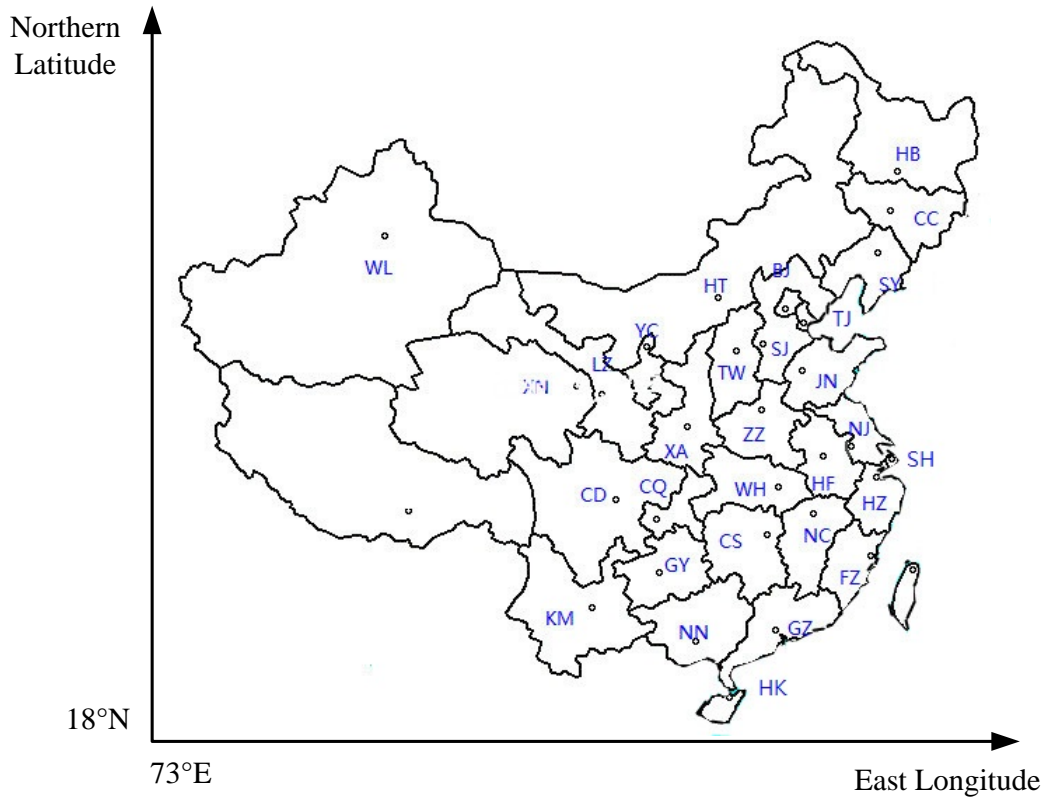 Northern
Latitude
HB
CC
WL
BJ
HT
SY
TJ
YC
SJ
LZ
TW
XN
JN
NJ
ZZ
XA
SH
CQ
HF
WH
CD
HZ
CS
NC
GY
FZ
KM
NN
GZ
HK
18°N
73°E
East Longitude